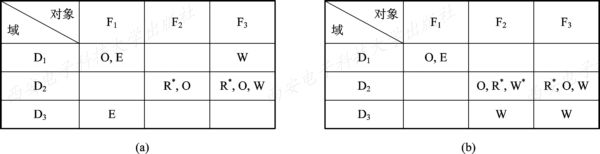 对象 域 F1 F2 F3
D1 O, E W
D2 R*, O R*, O, W
D3 E
(a)
对象 域 F1 F2 F3
D1 O, E
D2 O, R*, W* R*, O, W
D3 W W
(b)